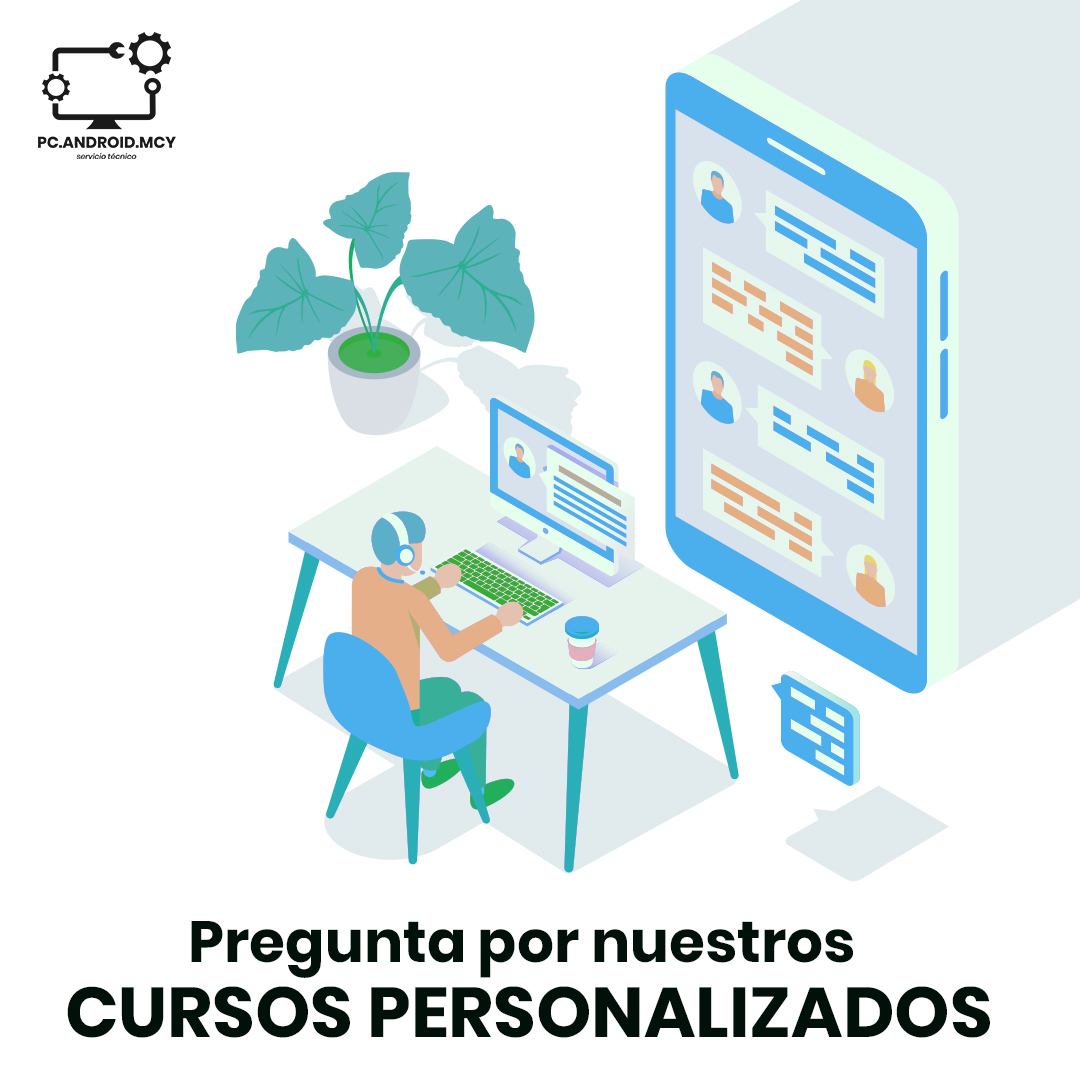 PC.ANDROID.MCY
servicio técnico
Pregunta por nuestros
CURSOS PERSONALIZADOS